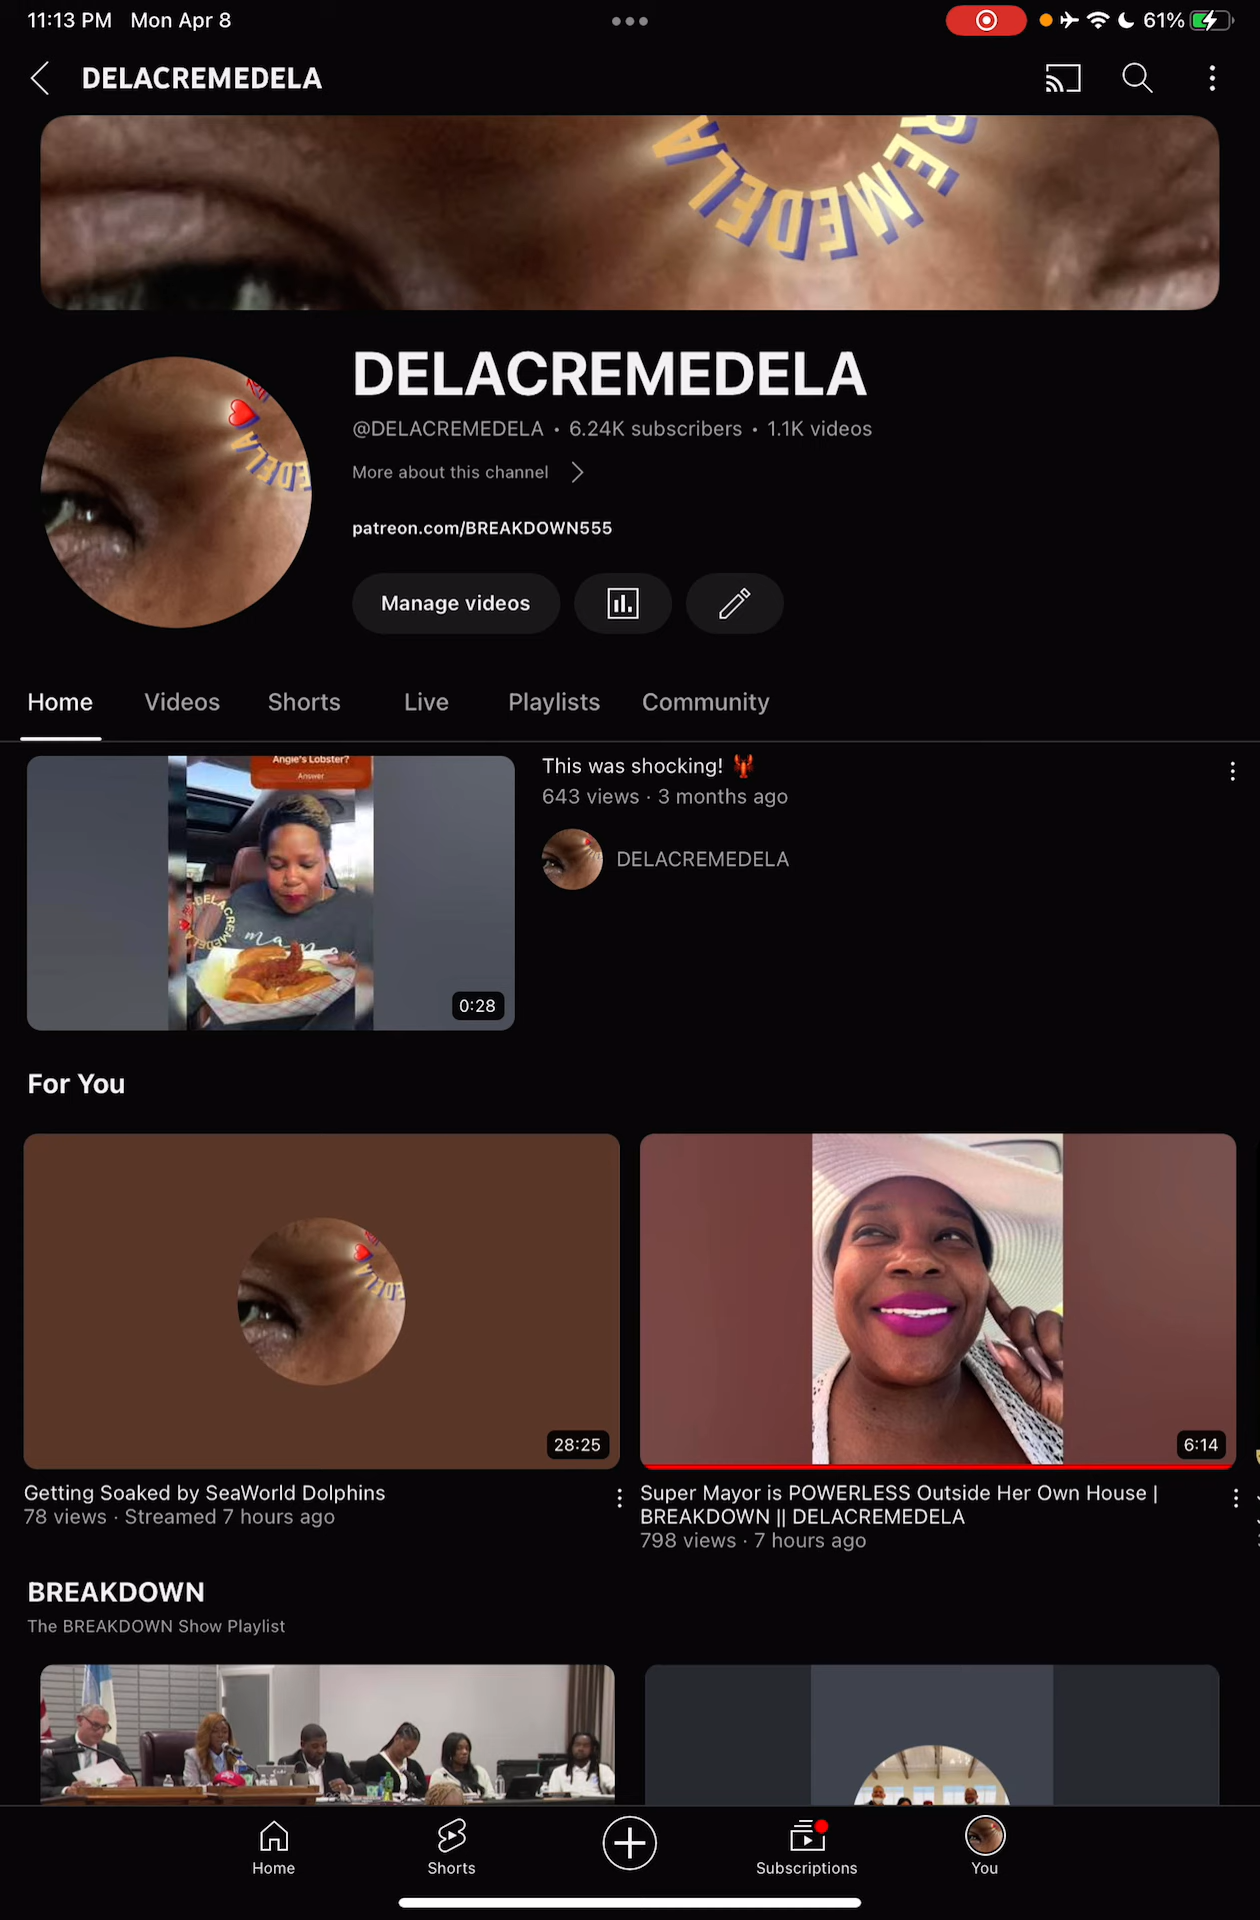 11:13 PM Mon Apr 8
61%
DELACREMEDELA
REMEDELA
DELACREMEDELA
@DELACREMEDELA • 6.24K subscribers • 1.1K videos
More about this channel
patreon.com/BREAKDOWN555
EDELA
Manage videos
Home Videos Shorts Live Playlists Community
Angie's Lobster?
Answer
This was shocking! 🦞
643 views · 3 months ago
DELACREMEDELA
DELACREMEDELA
0:28
For You
28:25
6:14
Getting Soaked by SeaWorld Dolphins
78 views · Streamed 7 hours ago
Super Mayor is POWERLESS Outside Her Own House |
BREAKDOWN || DELACREMEDELA
798 views · 7 hours ago
BREAKDOWN
The BREAKDOWN Show Playlist
Home Shorts Subscriptions You